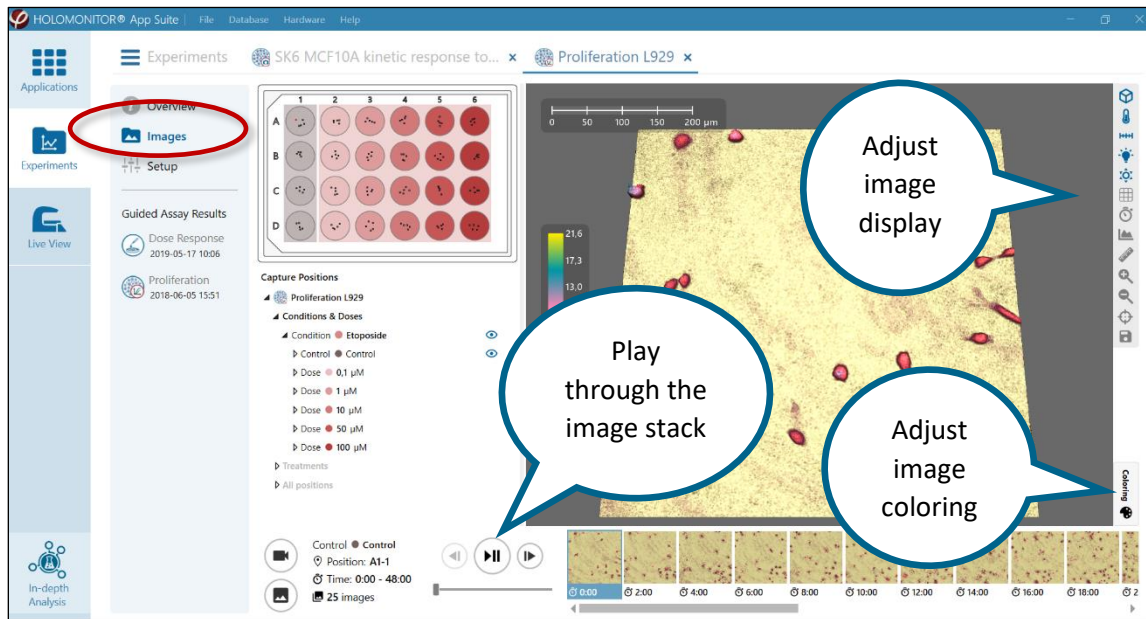 HOLOMONITOR® App Suite File Database Hardware Help
Applications
Experiments
Live View
In-depth
Analysis
Experiments
SK6 MCF10A kinetic response to... ×
Proliferation L929 ×
Overview
Images
Setup
Guided Assay Results
Dose Response
2019-05-17 10:06
Proliferation
2018-06-05 15:51
1 2 3 4 5 6
A
B
C
D
Capture Positions
Proliferation L929
Conditions & Doses
Condition Etoposide
Control Control
Dose 0,1 µM
Dose 1 µM
Dose 10 µM
Dose 50 µM
Dose 100 µM
Treatments
All positions
0 50 100 150 200 µm
21,6
17,3
13,0
Adjust
image
display
Play
through the
image stack
Adjust
image
coloring
Coloring
Control Control
Position: A1-1
Time: 0:00 - 48:00
25 images
0:00 2:00 4:00 6:00 8:00 10:00 12:00 14:00 16:00 18:00 2